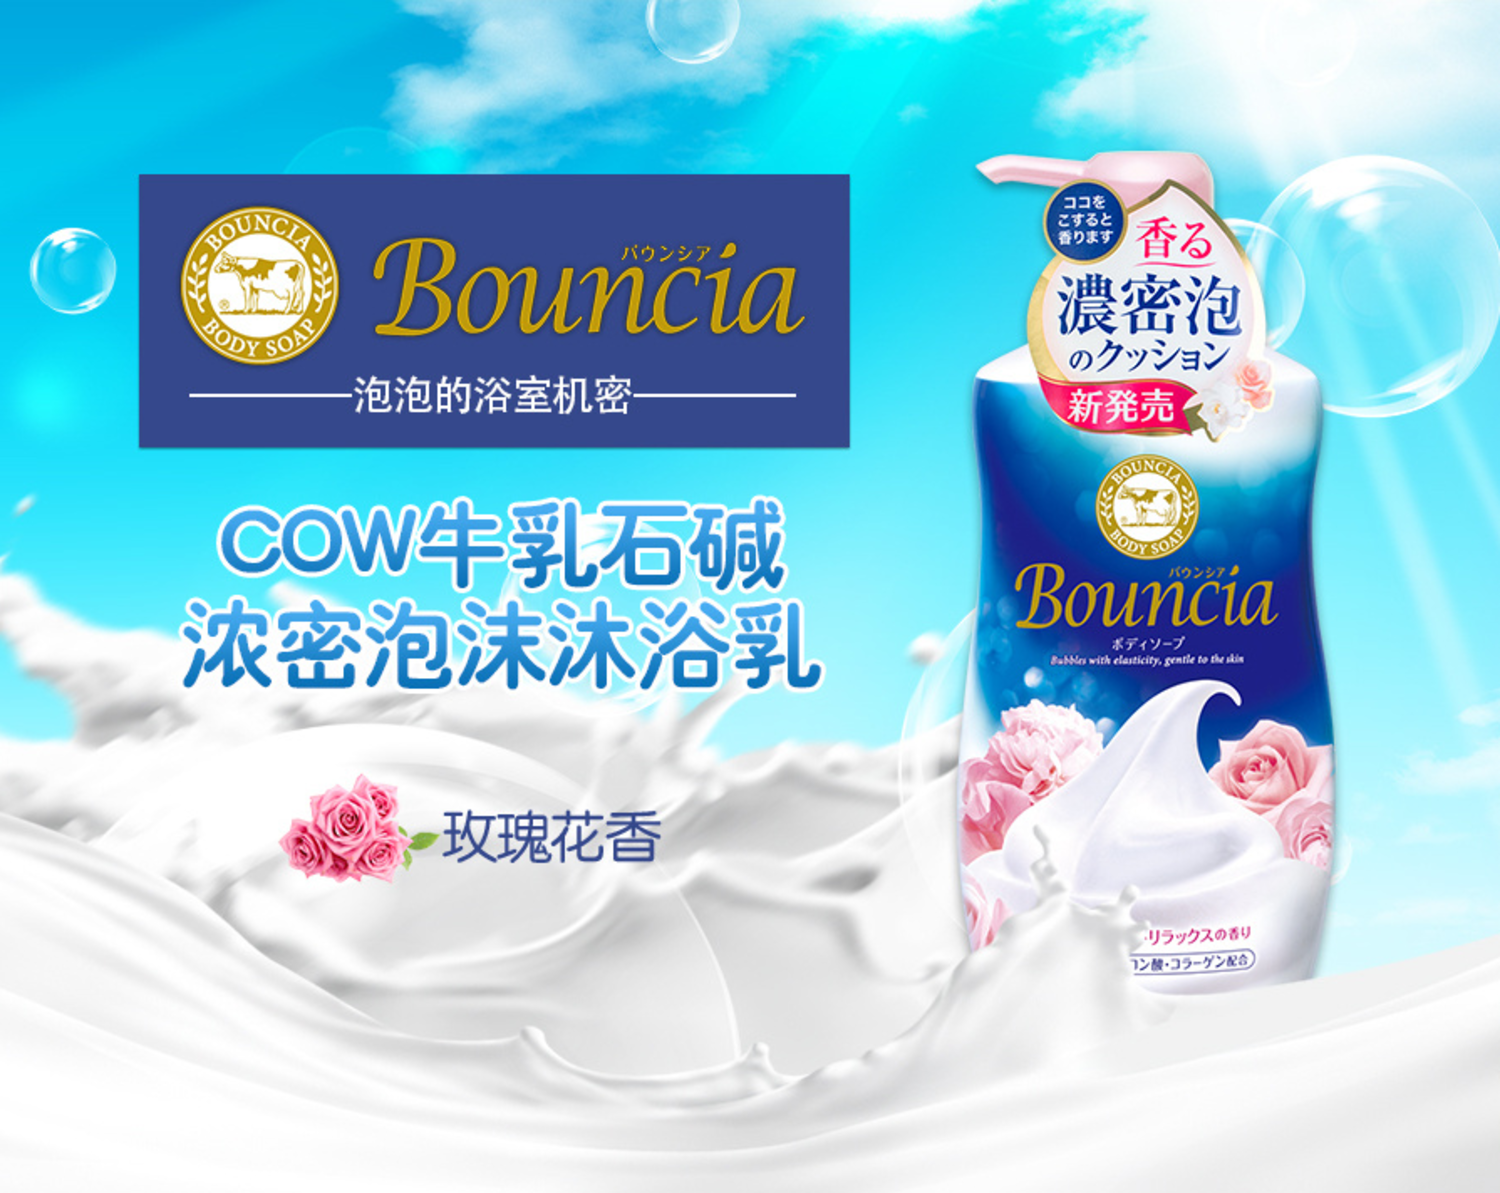 BOUNCIA
BODY SOAP
バウンシア
Bouncia
泡泡的浴室机密
COW牛乳石碱
浓密泡沫沐浴乳
玫瑰花香
ココを
こすると
香ります
香る
濃密泡
のクッション
新発売
BOUNCIA
BODY SOAP
バウンシア
Bouncia
ボディソープ
Bubbles with elasticity, gentle to the skin
リラックスの香り
ロン酸・コラーゲン配合